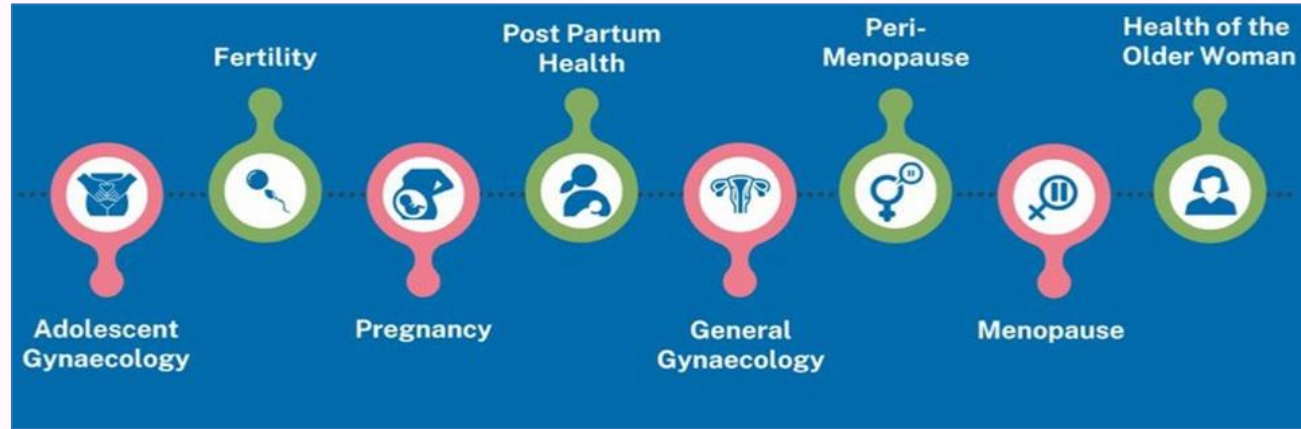 Adolescent
Gynaecology
Fertility
Pregnancy
Post Partum
Health
General
Gynaecology
Peri-
Menopause
Menopause
Health of the
Older Woman